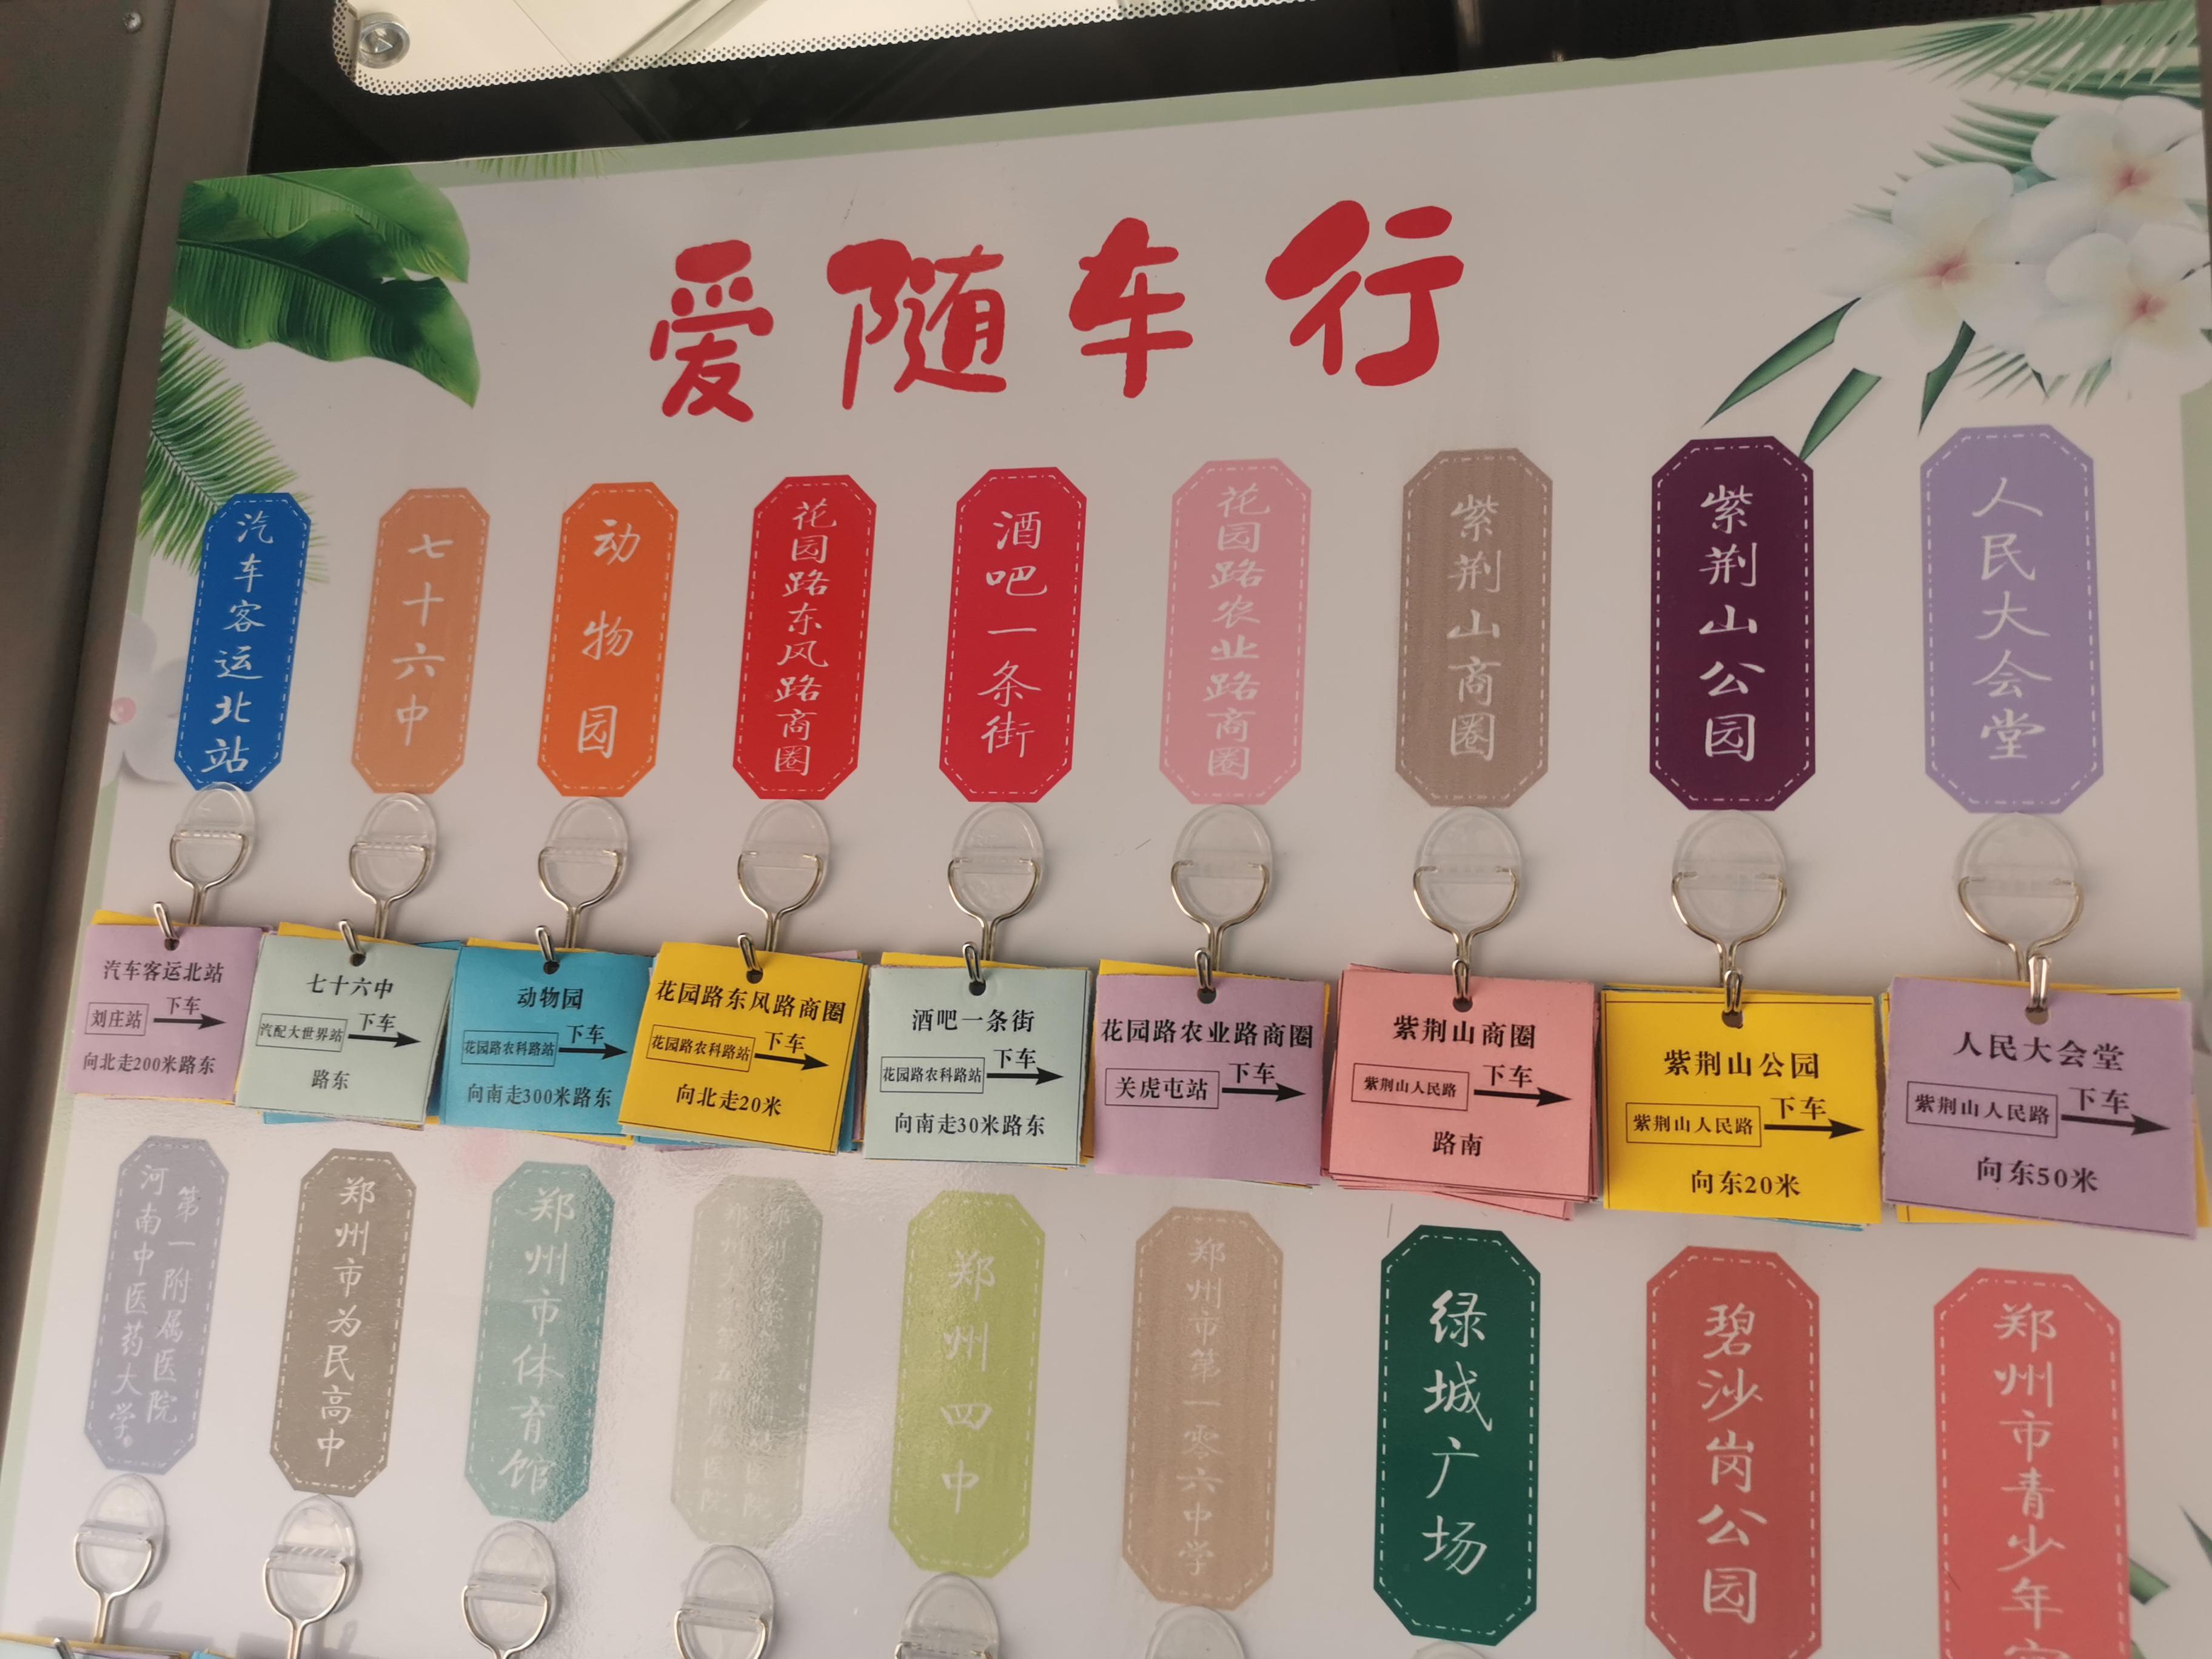 爱随车行
汽车客运北站
七十六中
动物园
花园路东风路商圈
酒吧一条街
花园路农业路商圈
紫荆山商圈
紫荆山公园
人民大会堂
汽车客运北站
刘庄站 下车
向北走200米路东
七十六中
汽配大世界站 下车
路东
动物园
花园路农科路站 下车
向南走300米路东
花园路东风路商圈
花园路农科路站 下车
向北走20米
酒吧一条街
花园路农科路站 下车
向南走30米路东
花园路农业路商圈
关虎屯站 下车
紫荆山商圈
紫荆山人民路 下车
路南
紫荆山公园
紫荆山人民路 下车
向东20米
人民大会堂
紫荆山人民路 下车
向东50米
河南中医药大学
第一附属医院
郑州市为民高中
郑州市体育馆
郑州四中
郑州市第一零六中学
绿城广场
碧沙岗公园
郑州市青少年